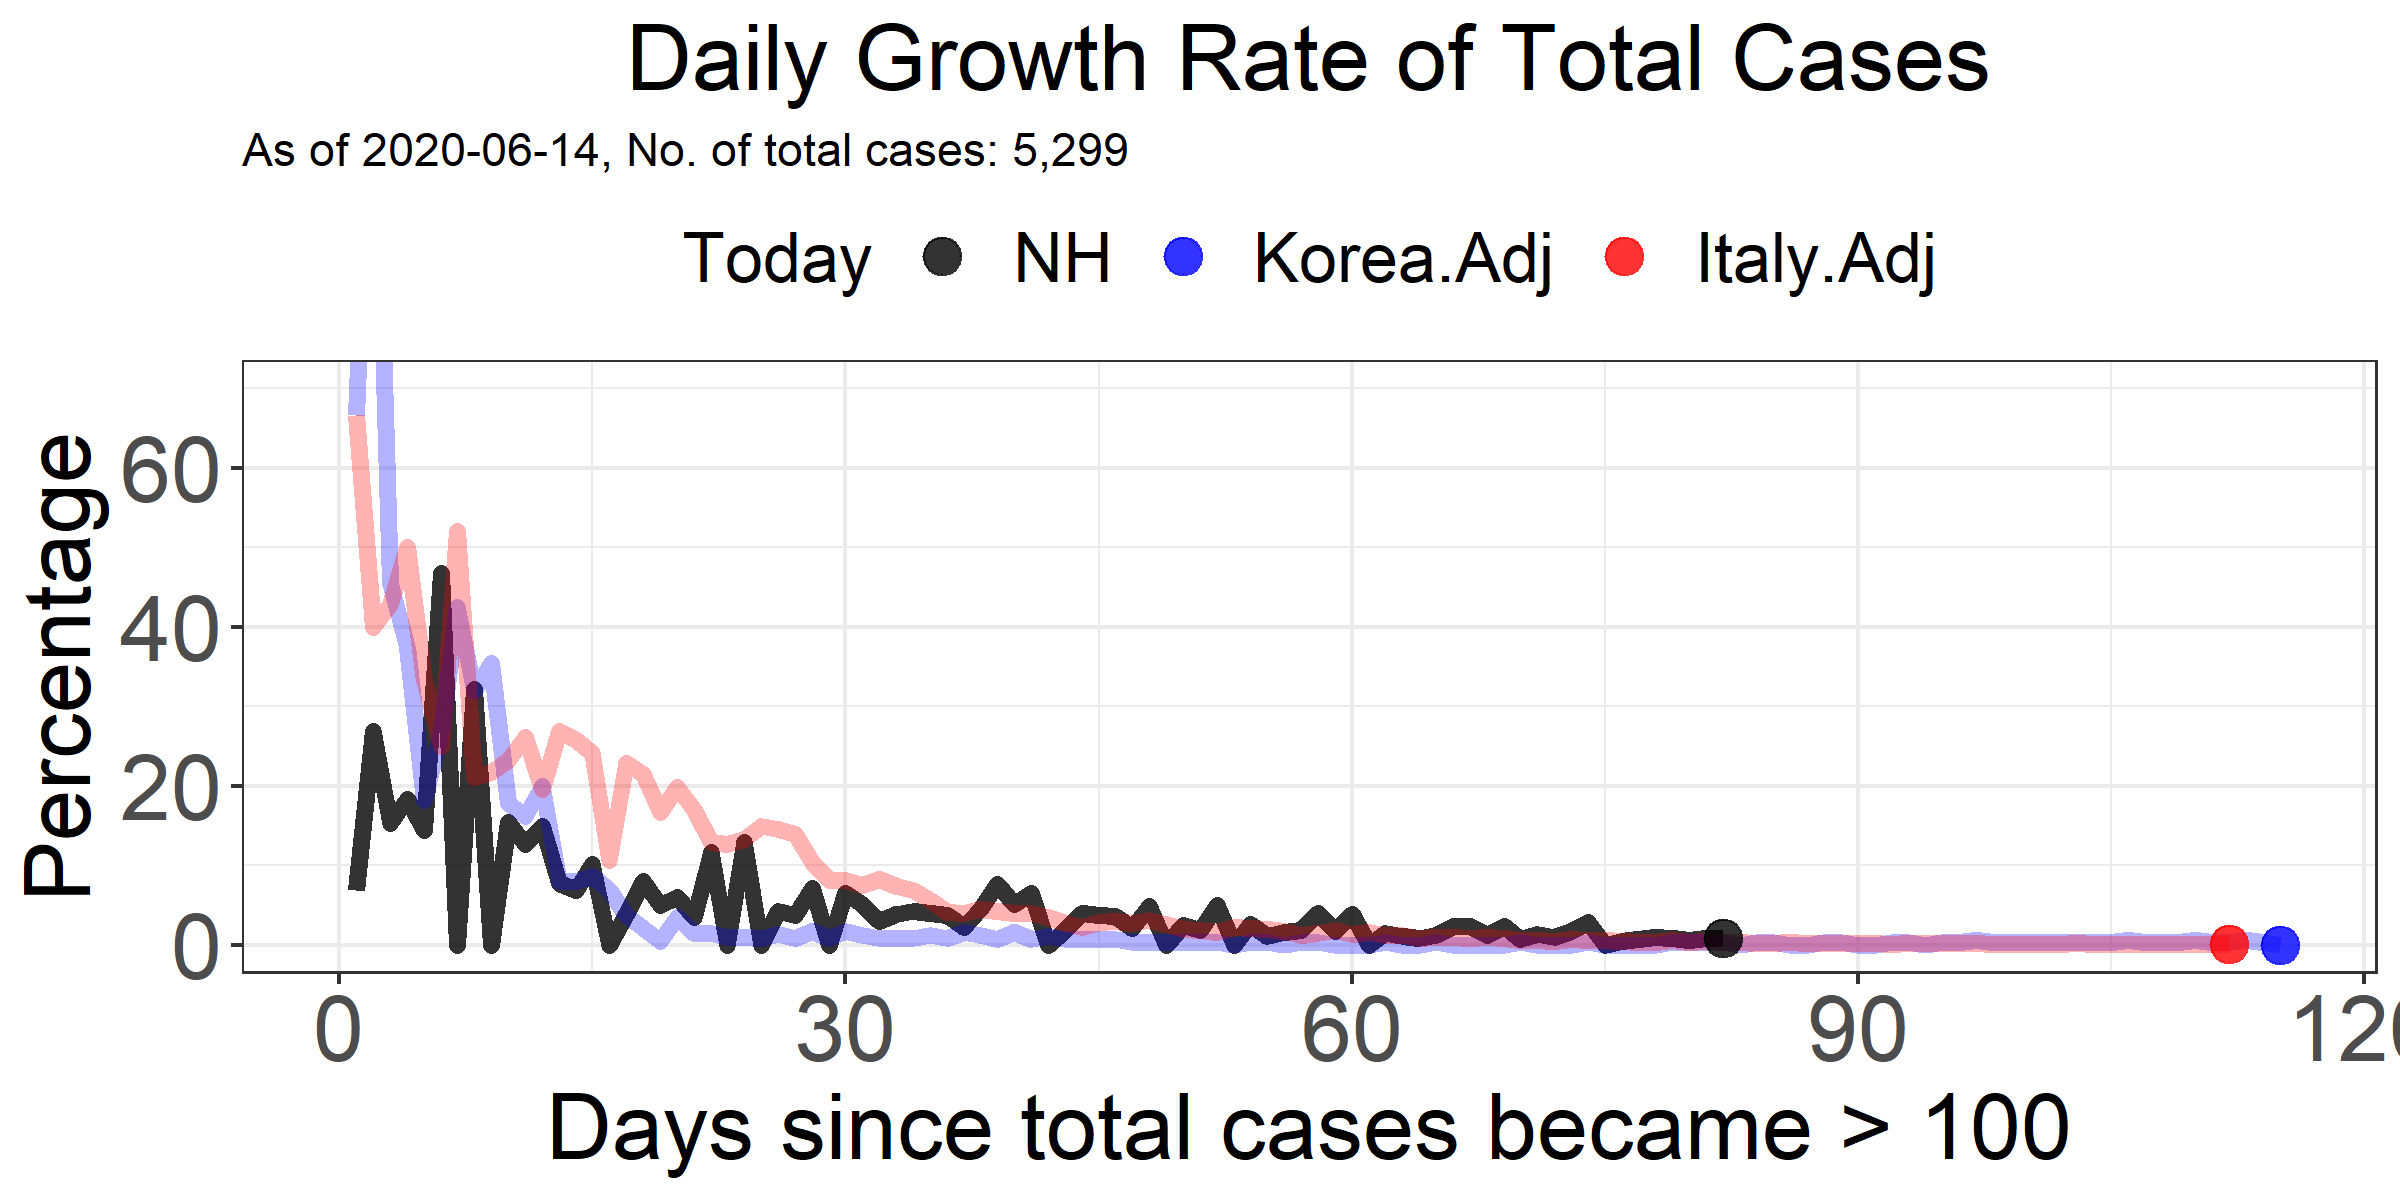 Daily Growth Rate of Total Cases
As of 2020-06-14, No. of total cases: 5,299
Today NH Korea.Adj Italy.Adj
Percentage
60
40
20
0
0 30 60 90 120
Days since total cases became > 100